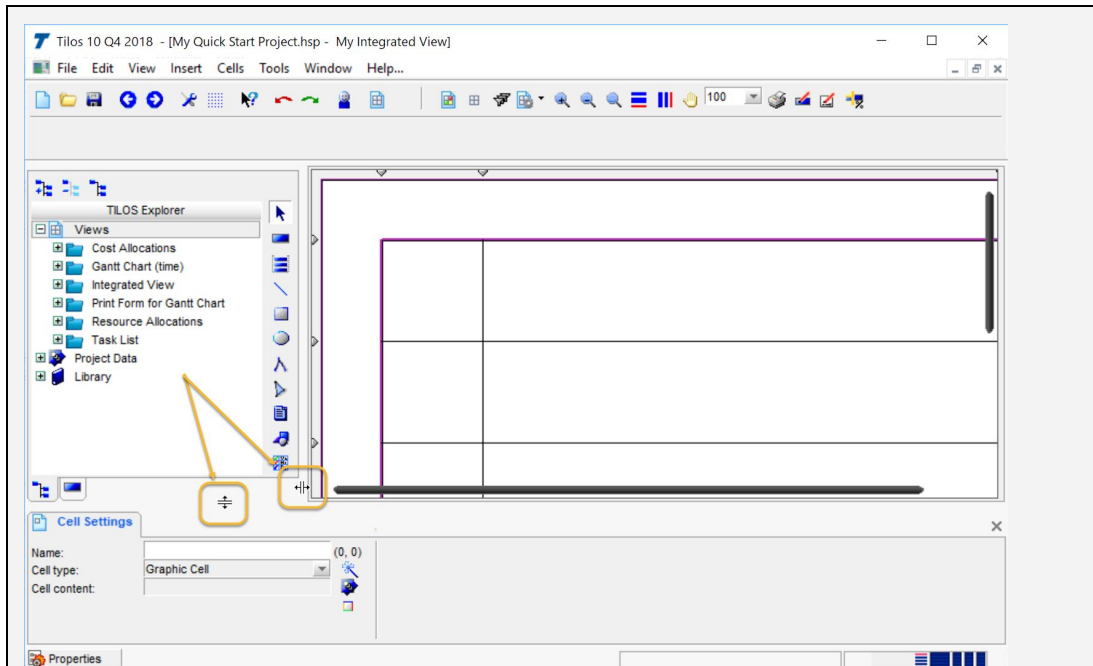 Tilos 10 Q4 2018 - [My Quick Start Project.hsp - My Integrated View]
File Edit View Insert Cells Tools Window Help...
100
TILOS Explorer
Views
Cost Allocations
Gantt Chart (time)
Integrated View
Print Form for Gantt Chart
Resource Allocations
Task List
Project Data
Library
Cell Settings
Name: (0, 0)
Cell type: Graphic Cell
Cell content:
Properties